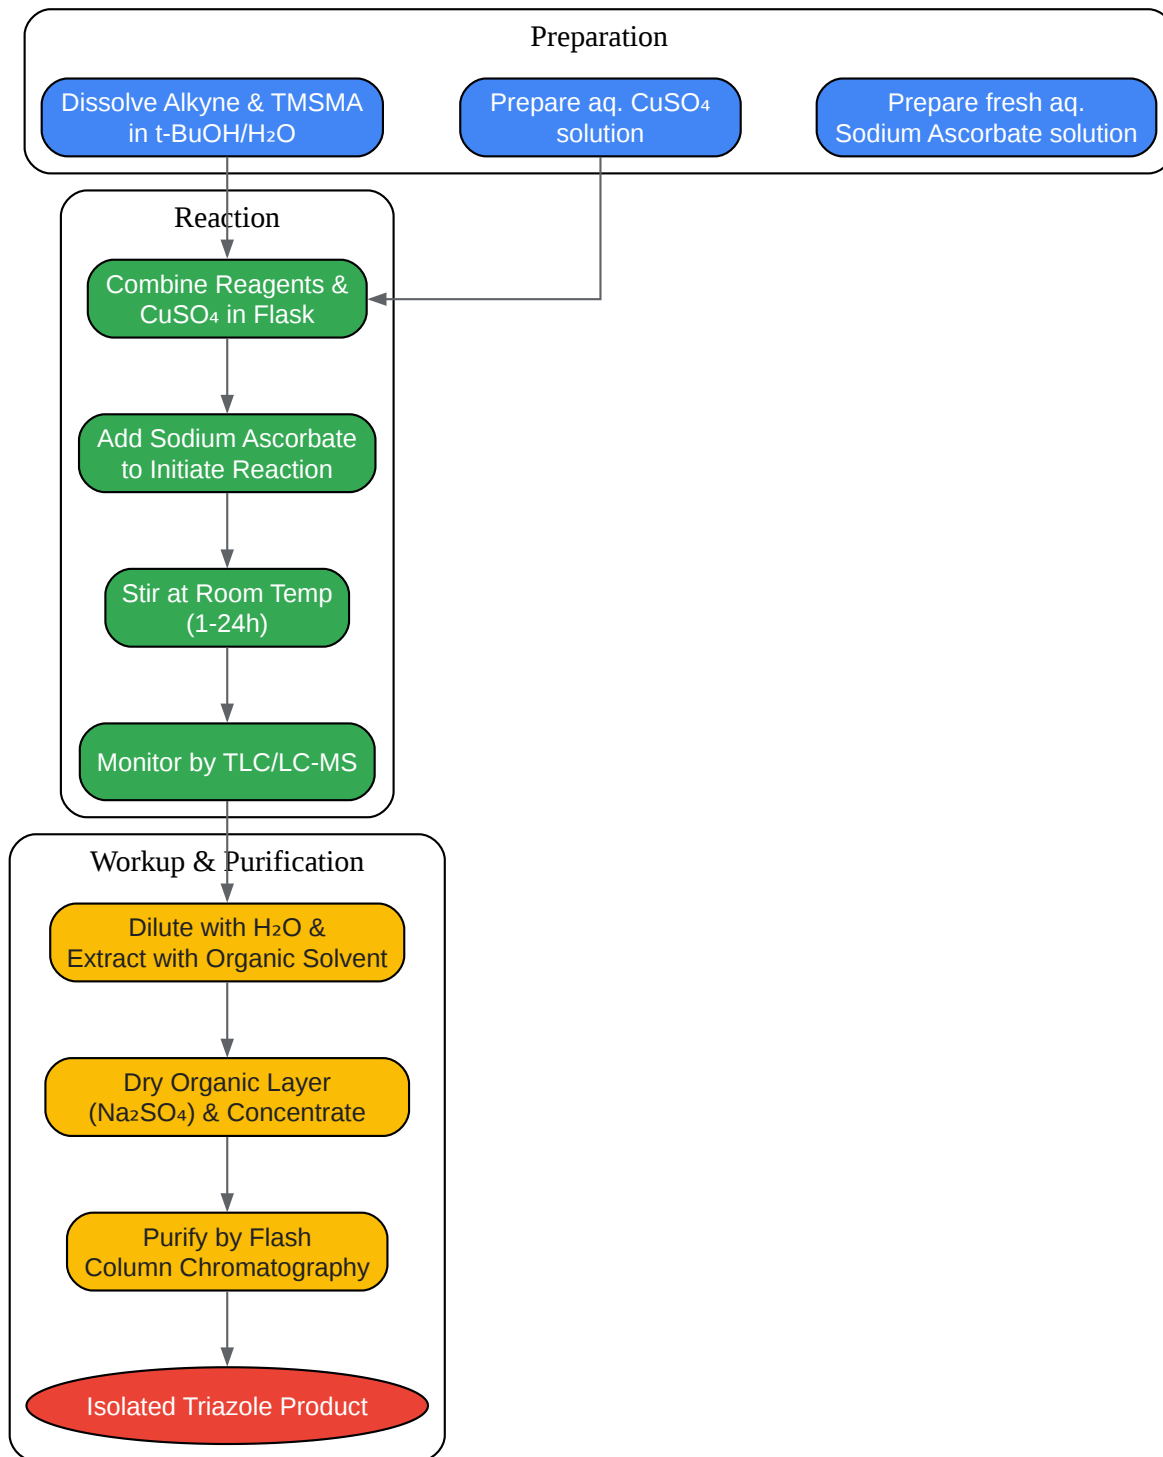 Preparation
Dissolve Alkyne & TMSMA
in t-BuOH/H₂O
Prepare aq. CuSO₄
solution
Prepare fresh aq.
Sodium Ascorbate solution
Reaction
Combine Reagents &
CuSO₄ in Flask
Add Sodium Ascorbate
to Initiate Reaction
Stir at Room Temp
(1-24h)
Monitor by TLC/LC-MS
Workup & Purification
Dilute with H₂O &
Extract with Organic Solvent
Dry Organic Layer
(Na₂SO₄) & Concentrate
Purify by Flash
Column Chromatography
Isolated Triazole Product